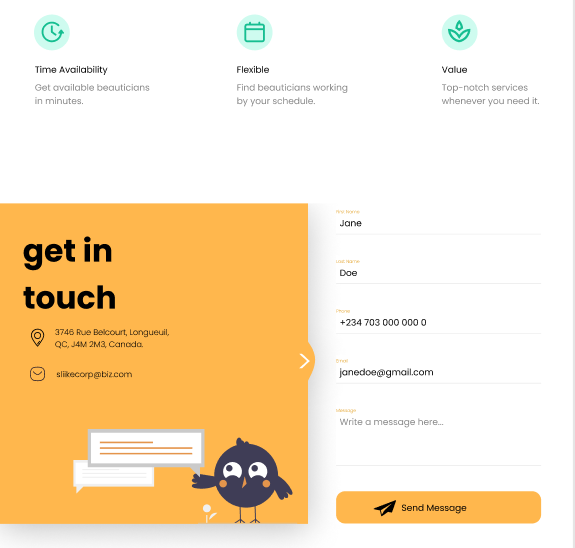 Time Availability
Get available beauticians
in minutes.
Flexible
Find beauticians working
by your schedule.
Value
Top-notch services
whenever you need it.
get in
touch
3746 Rue Belcourt, Longueuil,
QC, J4M 2M3, Canada.
sliikecorp@biz.com
First Name
Jane
Last Name
Doe
Phone
+234 703 000 000 0
Email
janedoe@gmail.com
Message
Write a message here...
Send Message